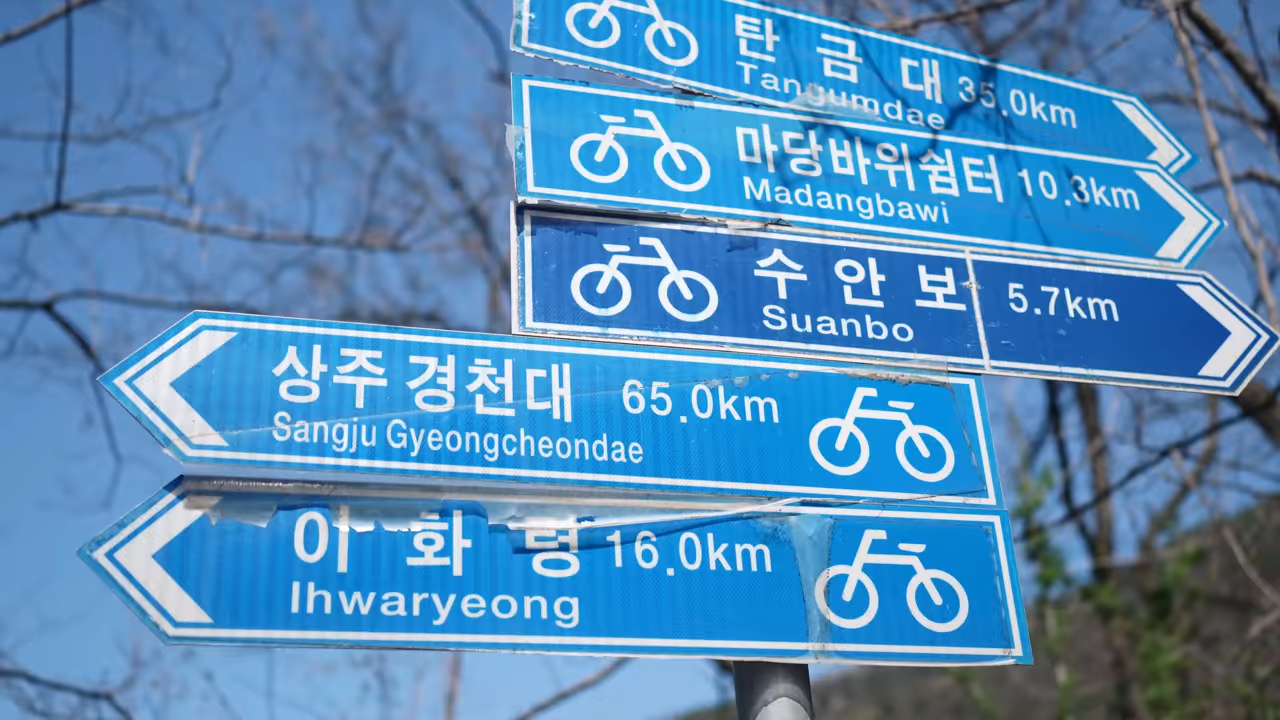 탄금대 35.0km
Tangumdae
마당바위쉼터 10.3km
Madangbawi
수안보 5.7km
Suanbo
상주경천대 65.0km
Sangju Gyeongcheondae
이화령 16.0km
Ihwaryeong